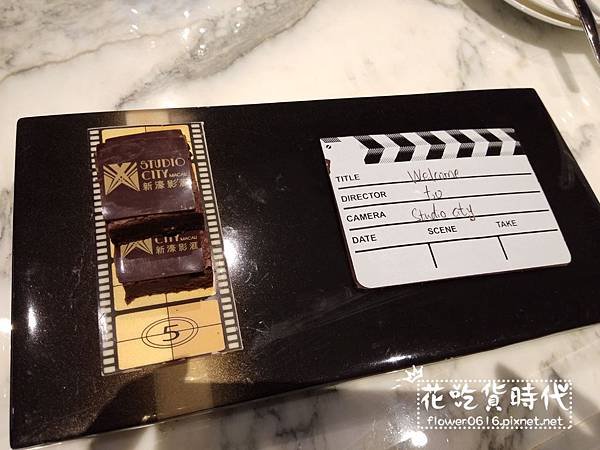 STUDIO
CITY MACAU
新濠影滙
CITY MACAU
新濠影滙
5
TITLE Welcome
DIRECTOR to
CAMERA Studio city
DATE SCENE TAKE
花吃貨時代
flower0616.pixnet.net